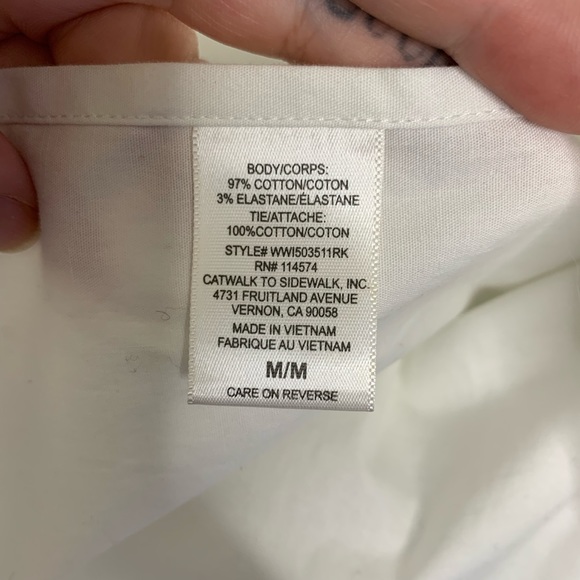 BODY/CORPS:
97% COTTON/COTON
3% ELASTANE/ÉLASTANE
TIE/ATTACHE:
100%COTTON/COTON
STYLE# WWI503511RK
RN# 114574
CATWALK TO SIDEWALK, INC.
4731 FRUITLAND AVENUE
VERNON, CA 90058
MADE IN VIETNAM
FABRIQUE AU VIETNAM
M/M
CARE ON REVERSE